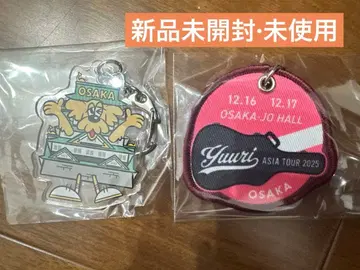 新品未開封·未使用
OSAKA
12.16 12.17
OSAKA-JO HALL
Yuuri
ASIA TOUR 2025
OSAKA